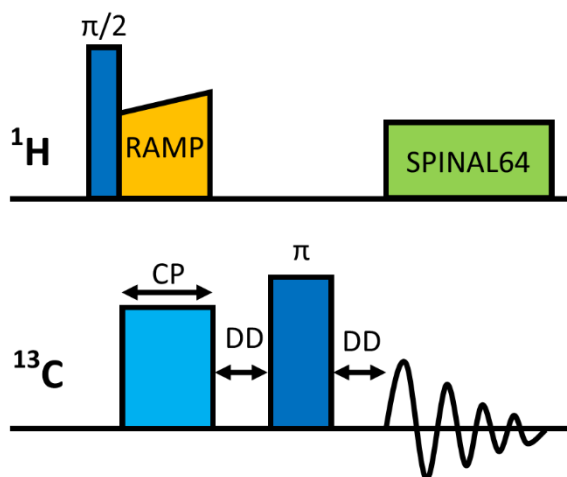 π/2
¹H
RAMP
SPINAL64
CP
π
DD
DD
¹³C